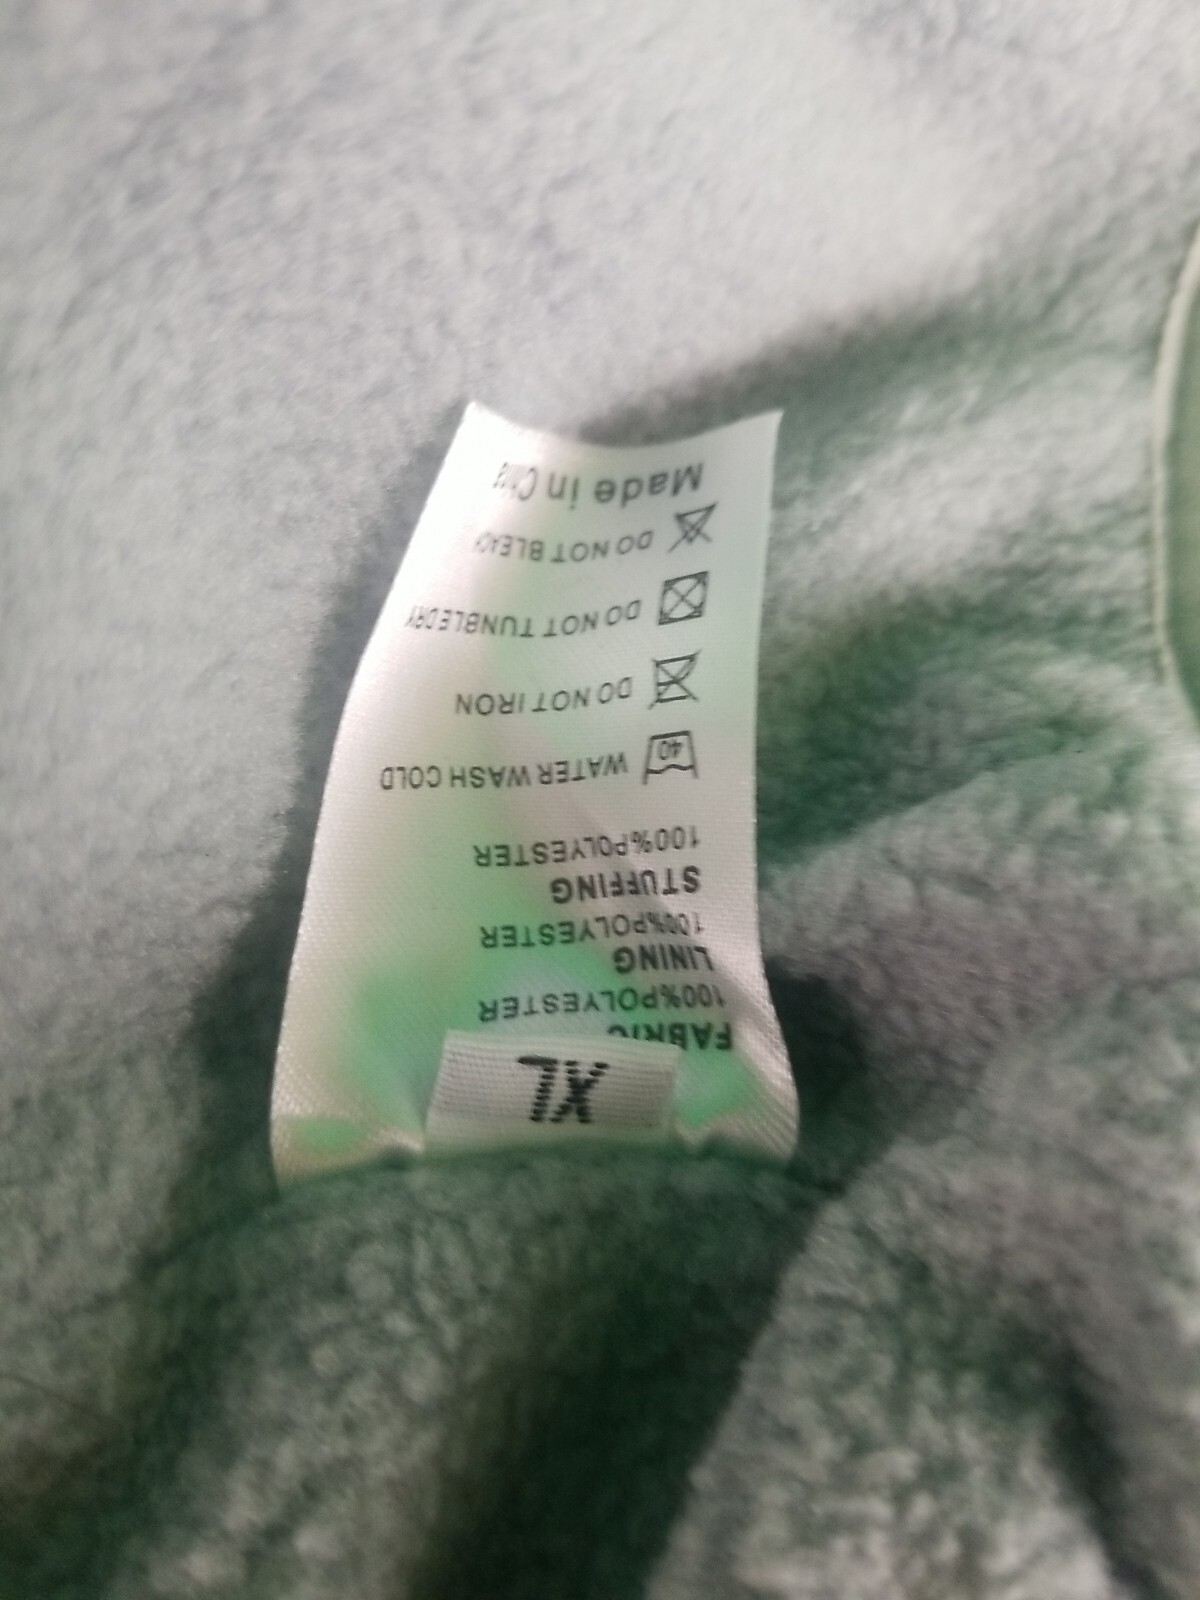 XL
FABRIC
100%POLYESTER
LINING
100%POLYESTER
STUFFING
100%POLYESTER
40 WATER WASH COLD
DO NOT IRON
DO NOT TUNBLEDRY
DO NOT BLEACH
Made in